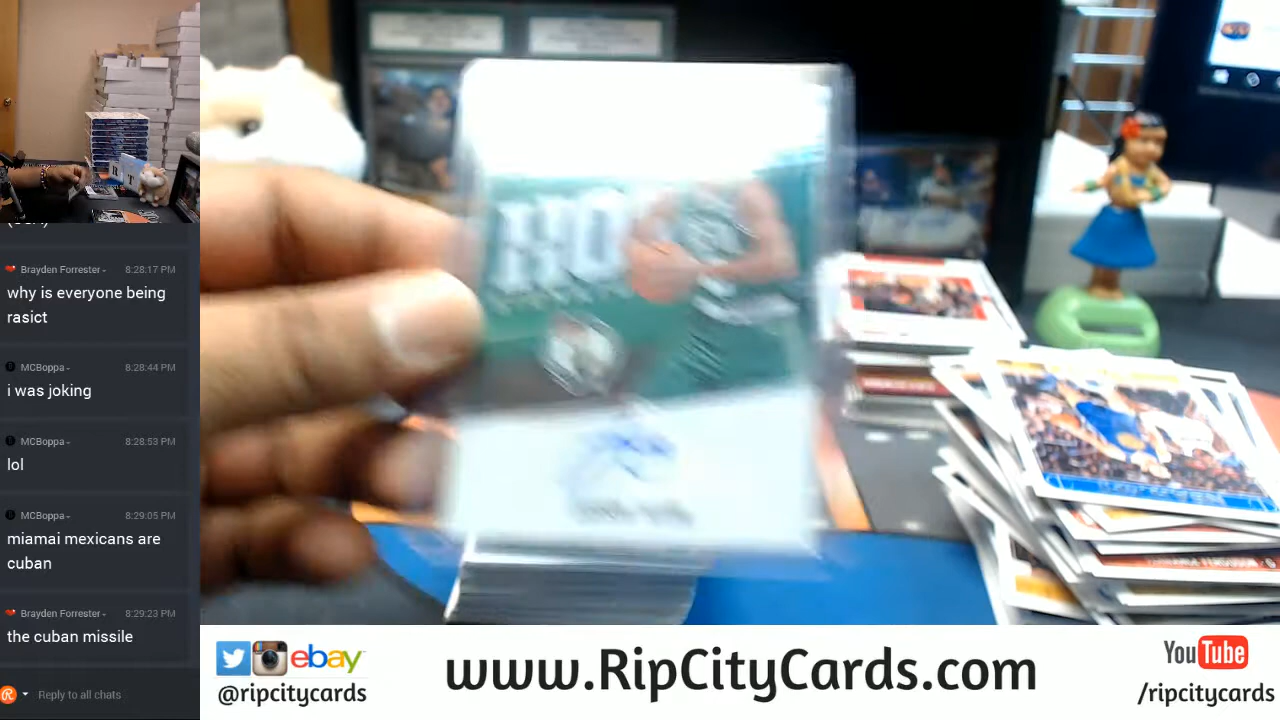 Brayden Forrester- 8:28:17 PM
why is everyone being
rasict
MCBoppa- 8:28:44 PM
i was joking
MCBoppa- 8:28:53 PM
lol
MCBoppa- 8:29:05 PM
miamai mexicans are
cuban
Brayden Forrester- 8:29:23 PM
the cuban missile
Reply to all chats
ebay
@ripcitycards
www.RipCityCards.com
YouTube
/ripcitycards